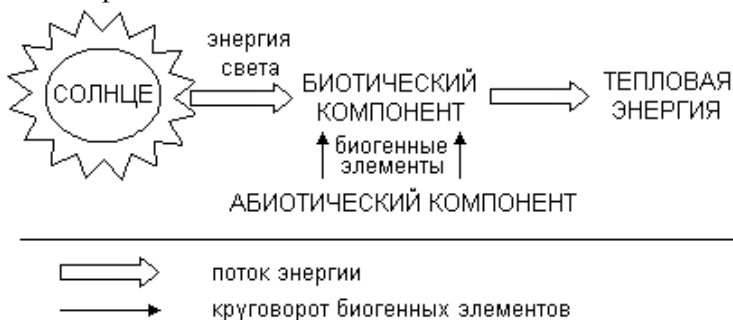 энергия
света
СОЛНЦЕ
БИОТИЧЕСКИЙ
КОМПОНЕНТ
ТЕПЛОВАЯ
ЭНЕРГИЯ
биогенные
элементы
АБИОТИЧЕСКИЙ КОМПОНЕНТ
поток энергии
круговорот биогенных элементов